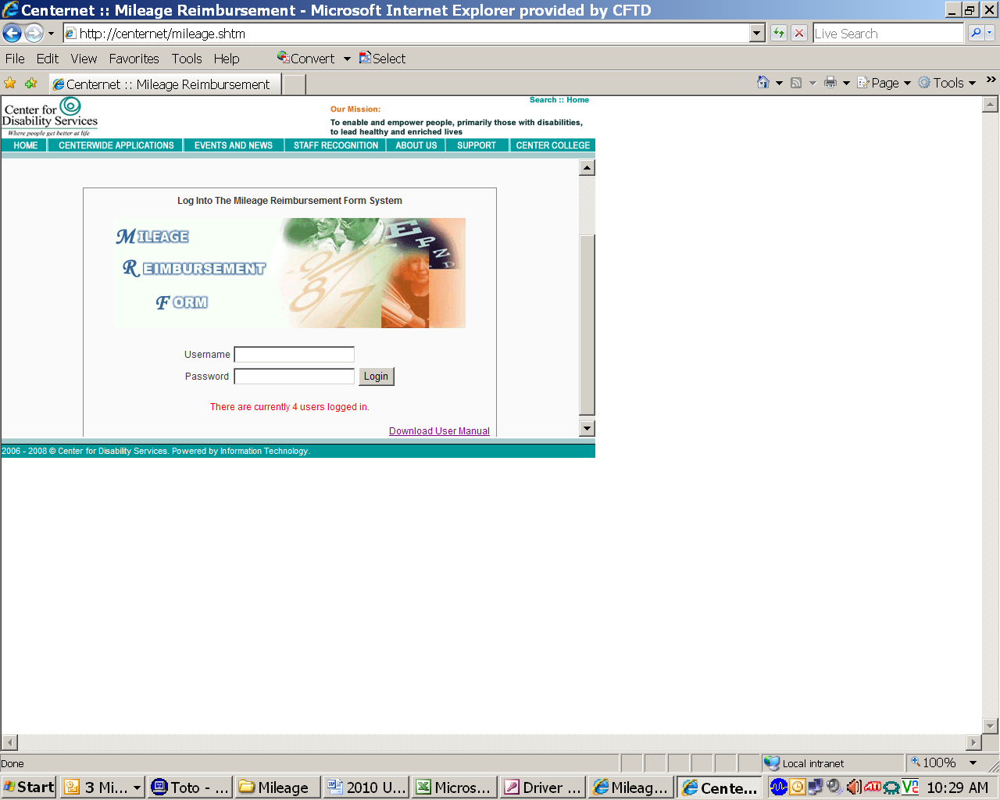 Centernet :: Mileage Reimbursement - Microsoft Internet Explorer provided by CFTD
http://centernet/mileage.shtm
Live Search
File Edit View Favorites Tools Help Convert Select
Centernet :: Mileage Reimbursement
Page Tools
Center for
Disability Services
Where people get better at life
Search :: Home
Our Mission:
To enable and empower people, primarily those with disabilities,
to lead healthy and enriched lives
HOME CENTERWIDE APPLICATIONS EVENTS AND NEWS STAFF RECOGNITION ABOUT US SUPPORT CENTER COLLEGE
Log Into The Mileage Reimbursement Form System
MILEAGE
REIMBURSEMENT
FORM
Username
Password Login
There are currently 4 users logged in.
Download User Manual
2006 - 2008 © Center for Disability Services. Powered by Information Technology.
Done
Local intranet
100%
Start 3 Mi... Toto - ... Mileage 2010 U... Micros... Driver ... Mileag... Cente... 10:29 AM